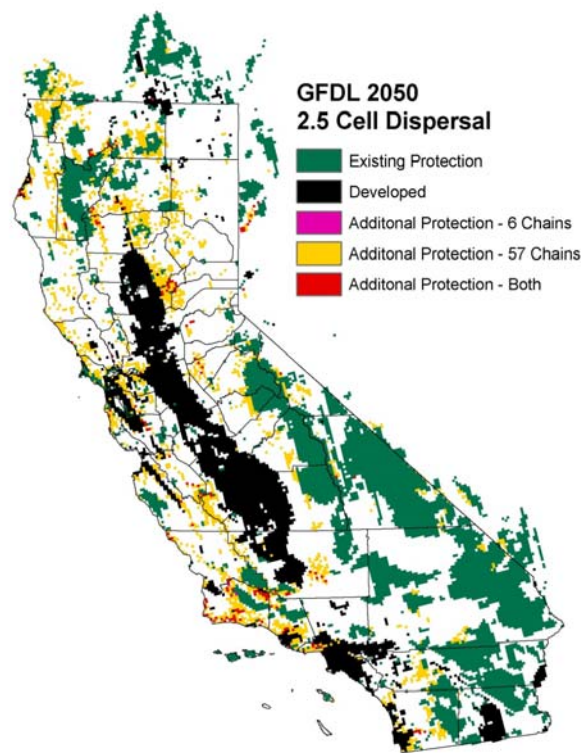 GFDL 2050
2.5 Cell Dispersal
Existing Protection
Developed
Additonal Protection - 6 Chains
Additonal Protection - 57 Chains
Additonal Protection - Both